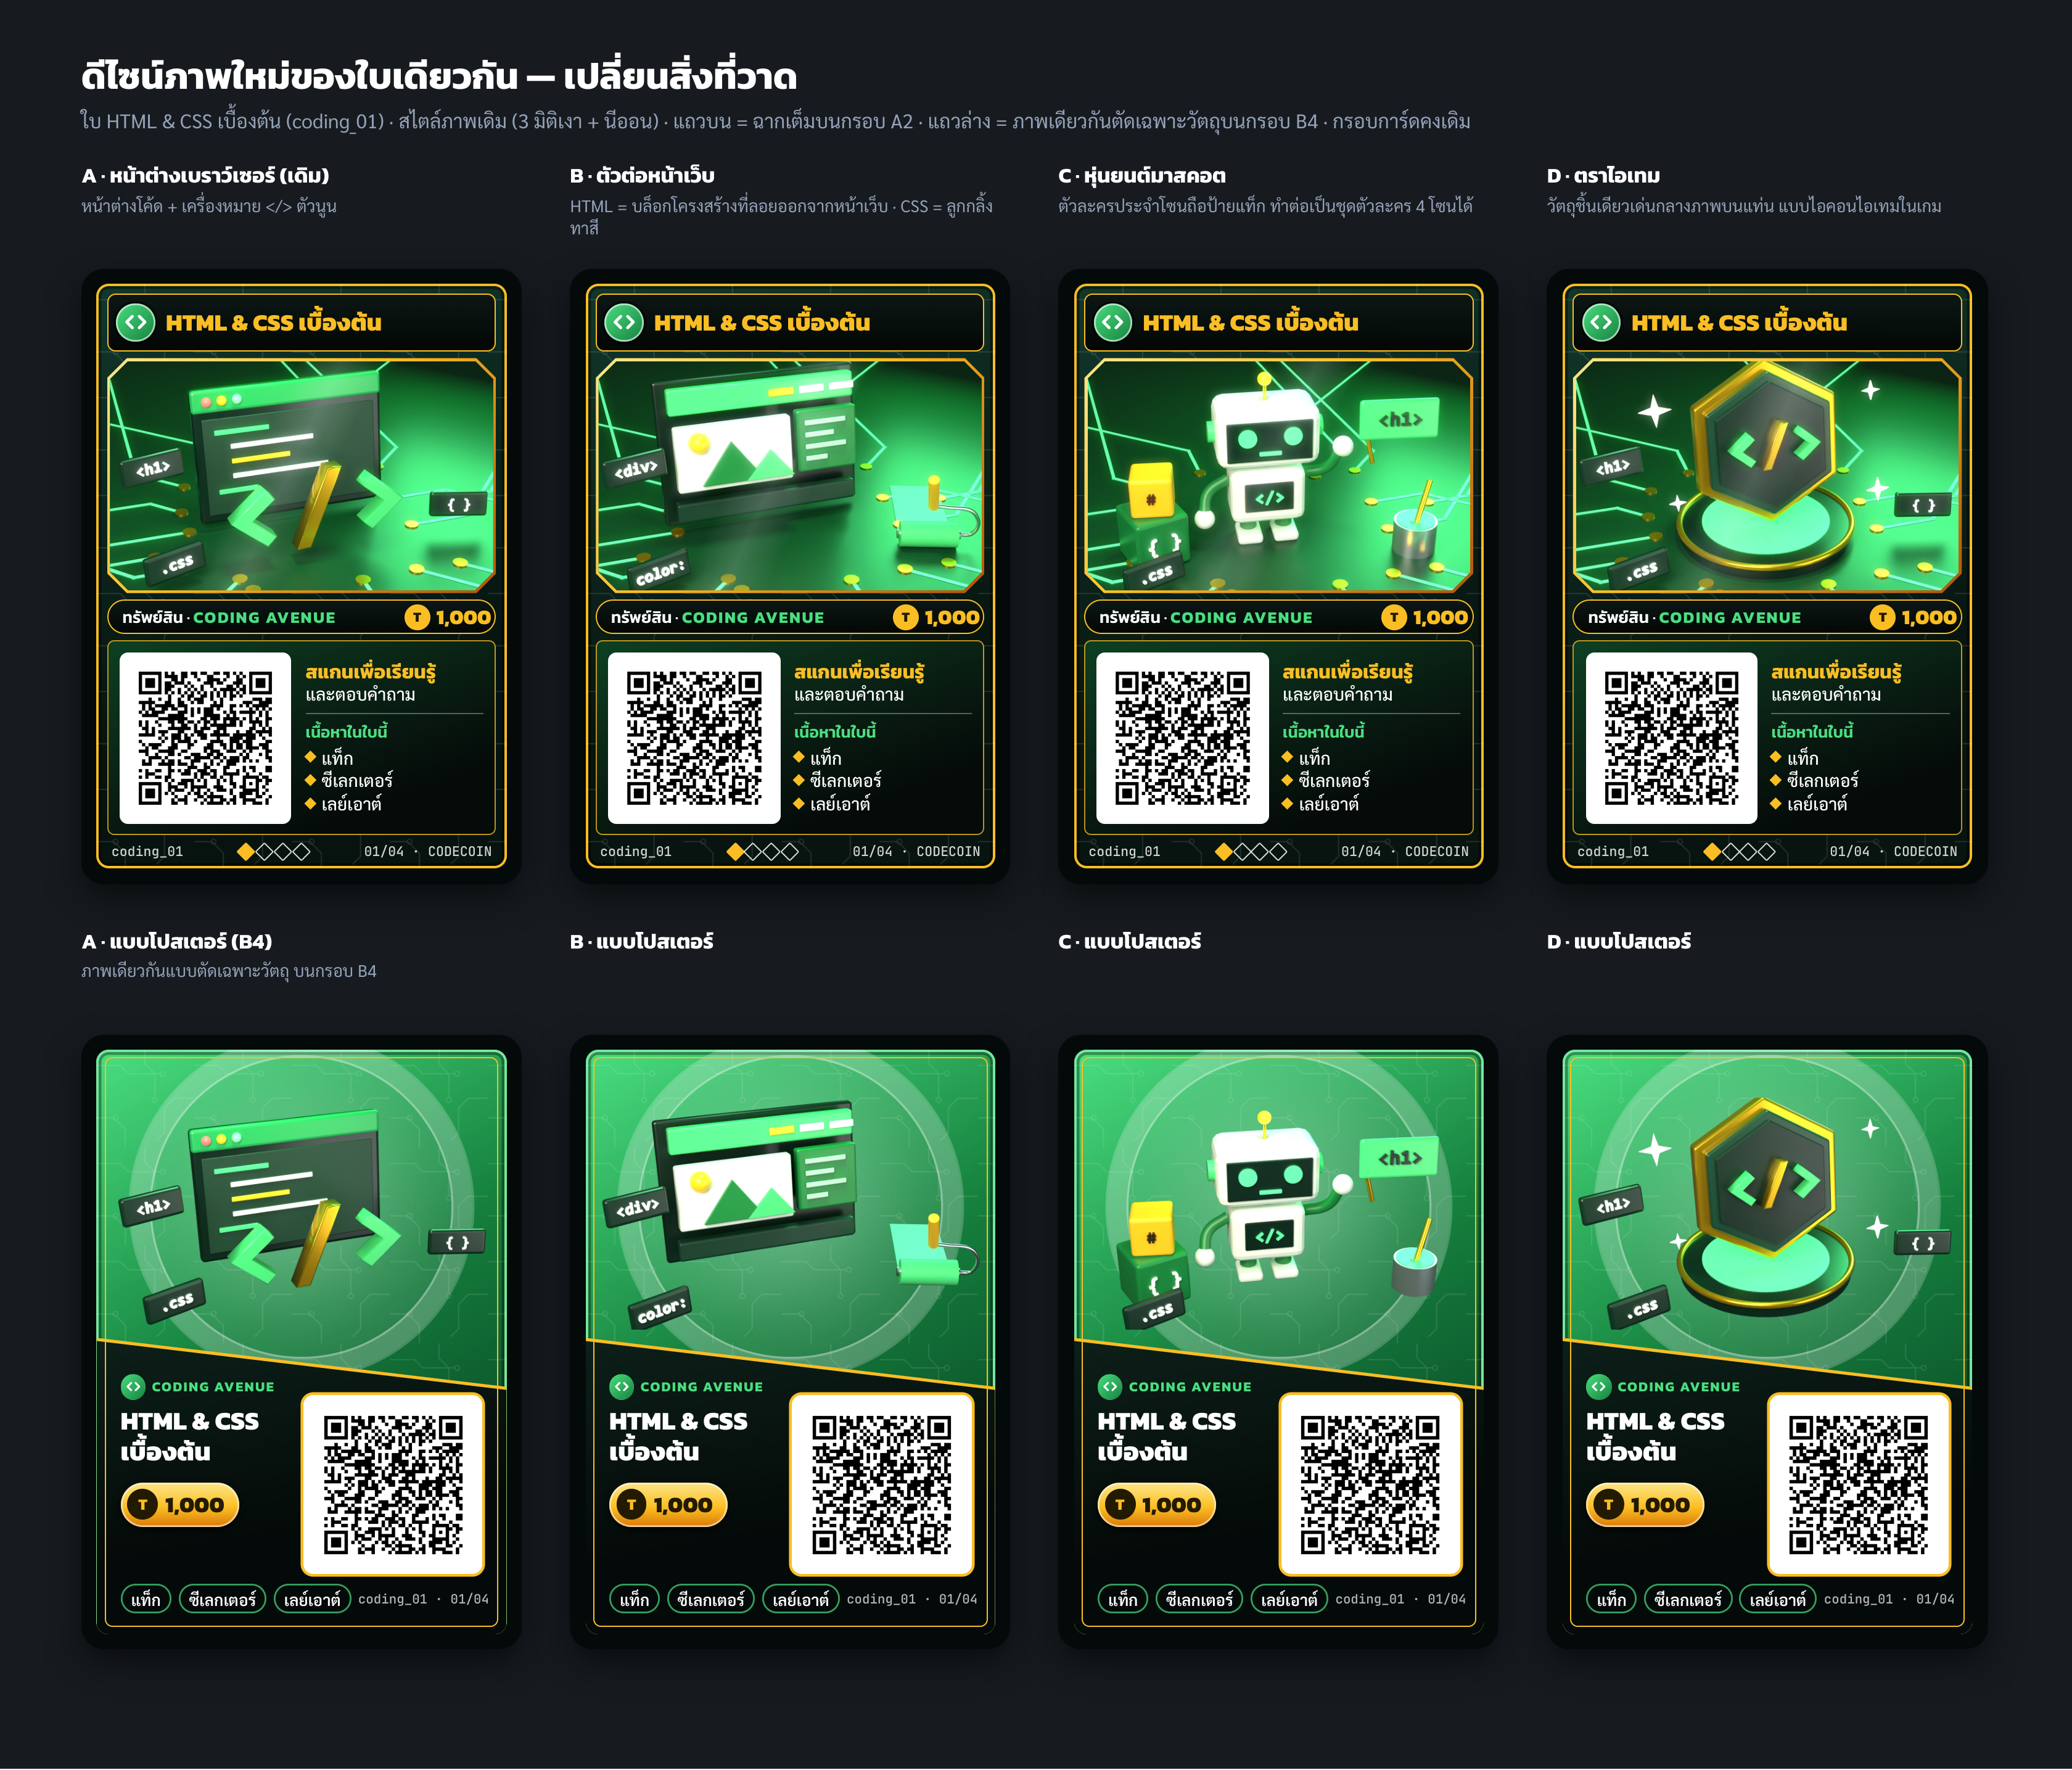 ดีไซน์ภาพใหม่ของใบเดียวกัน — เปลี่ยนสิ่งที่วาด
ใบ HTML & CSS เบื้องต้น (coding_01) · สไตล์ภาพเดิม (3 มิติเงา + นีออน) · แถวบน = ฉากเต็มบนกรอบ A2 · แถวล่าง = ภาพเดียวกันตัดเฉพาะวัตถุบนกรอบ B4 · กรอบการ์ดคงเดิม
A · หน้าต่างเบราว์เซอร์ (เดิม)
หน้าต่างโค้ด + เครื่องหมาย </> ตัวนูน
B · ตัวต่อหน้าเว็บ
HTML = บล็อกโครงสร้างที่ลอยออกจากหน้าเว็บ · CSS = ลูกกลิ้ง
ทาสี
C · หุ่นยนต์มาสคอต
ตัวละครประจำโซนถือป้ายแท็ก ทำต่อเป็นชุดตัวละคร 4 โซนได้
D · ตราไอเทม
วัตถุชิ้นเดียวเด่นกลางภาพบนแท่น แบบไอคอนไอเทมในเกม
HTML & CSS เบื้องต้น
<h1>
{ }
.css
ทรัพย์สิน · CODING AVENUE
T 1,000
สแกนเพื่อเรียนรู้
และตอบคำถาม
เนื้อหาในใบนี้
แท็ก
ซีเลกเตอร์
เลย์เอาต์
coding_01
01/04 · CODECOIN
HTML & CSS เบื้องต้น
<div>
color:
ทรัพย์สิน · CODING AVENUE
T 1,000
สแกนเพื่อเรียนรู้
และตอบคำถาม
เนื้อหาในใบนี้
แท็ก
ซีเลกเตอร์
เลย์เอาต์
coding_01
01/04 · CODECOIN
HTML & CSS เบื้องต้น
<h1>
#
</>
{ }
.css
ทรัพย์สิน · CODING AVENUE
T 1,000
สแกนเพื่อเรียนรู้
และตอบคำถาม
เนื้อหาในใบนี้
แท็ก
ซีเลกเตอร์
เลย์เอาต์
coding_01
01/04 · CODECOIN
HTML & CSS เบื้องต้น
</>
<h1>
{ }
.css
ทรัพย์สิน · CODING AVENUE
T 1,000
สแกนเพื่อเรียนรู้
และตอบคำถาม
เนื้อหาในใบนี้
แท็ก
ซีเลกเตอร์
เลย์เอาต์
coding_01
01/04 · CODECOIN
A · แบบโปสเตอร์ (B4)
ภาพเดียวกันแบบตัดเฉพาะวัตถุ บนกรอบ B4
B · แบบโปสเตอร์
C · แบบโปสเตอร์
D · แบบโปสเตอร์
<h1>
{ }
.css
CODING AVENUE
HTML & CSS
เบื้องต้น
T 1,000
แท็ก
ซีเลกเตอร์
เลย์เอาต์
coding_01 · 01/04
<div>
color:
CODING AVENUE
HTML & CSS
เบื้องต้น
T 1,000
แท็ก
ซีเลกเตอร์
เลย์เอาต์
coding_01 · 01/04
<h1>
#
</>
{ }
.css
CODING AVENUE
HTML & CSS
เบื้องต้น
T 1,000
แท็ก
ซีเลกเตอร์
เลย์เอาต์
coding_01 · 01/04
</>
<h1>
{ }
.css
CODING AVENUE
HTML & CSS
เบื้องต้น
T 1,000
แท็ก
ซีเลกเตอร์
เลย์เอาต์
coding_01 · 01/04